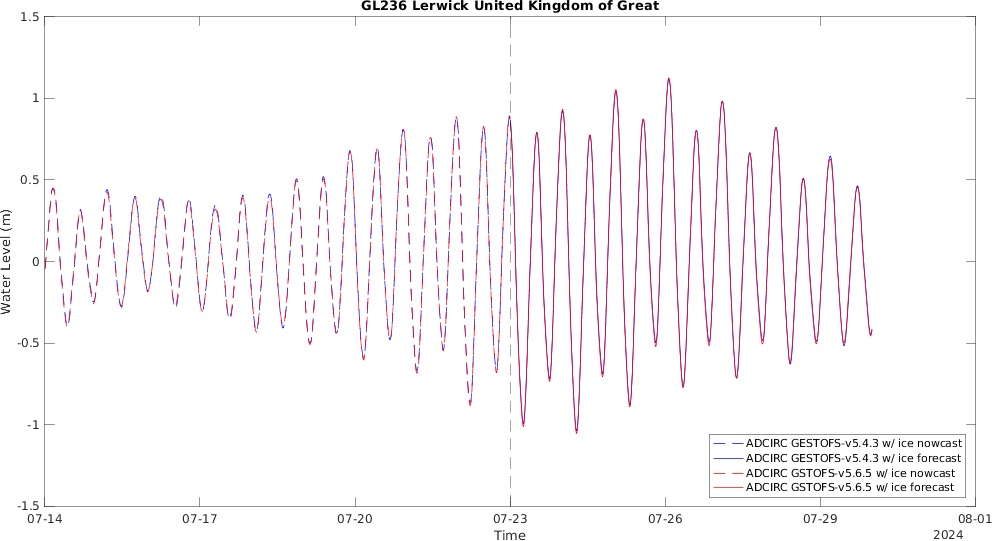 GL236 Lerwick United Kingdom of Great
1.5
1
0.5
0
-0.5
-1
-1.5
Water Level (m)
07-14 07-17 07-20 07-23 07-26 07-29 08-01
Time
2024
ADCIRC GESTOFS-v5.4.3 w/ ice nowcast
ADCIRC GESTOFS-v5.4.3 w/ ice forecast
ADCIRC GSTOFS-v5.6.5 w/ ice nowcast
ADCIRC GSTOFS-v5.6.5 w/ ice forecast